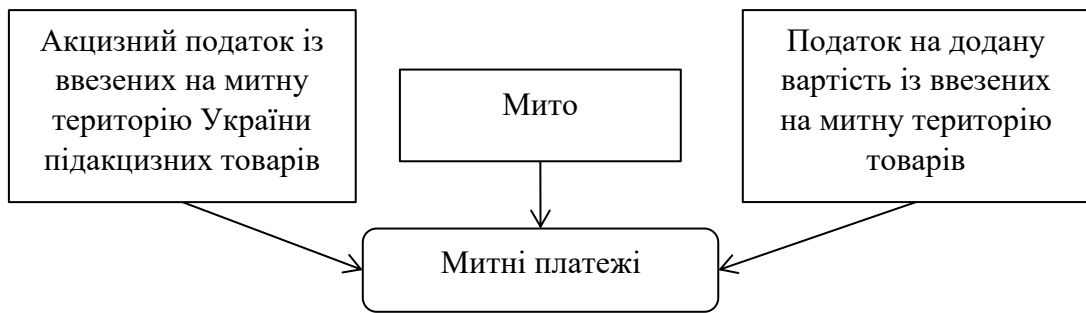 Акцизний податок із
ввезених на митну
територію України
підакцизних товарів
Мито
Податок на додану
вартість із ввезених
на митну територію
товарів
Митні платежі